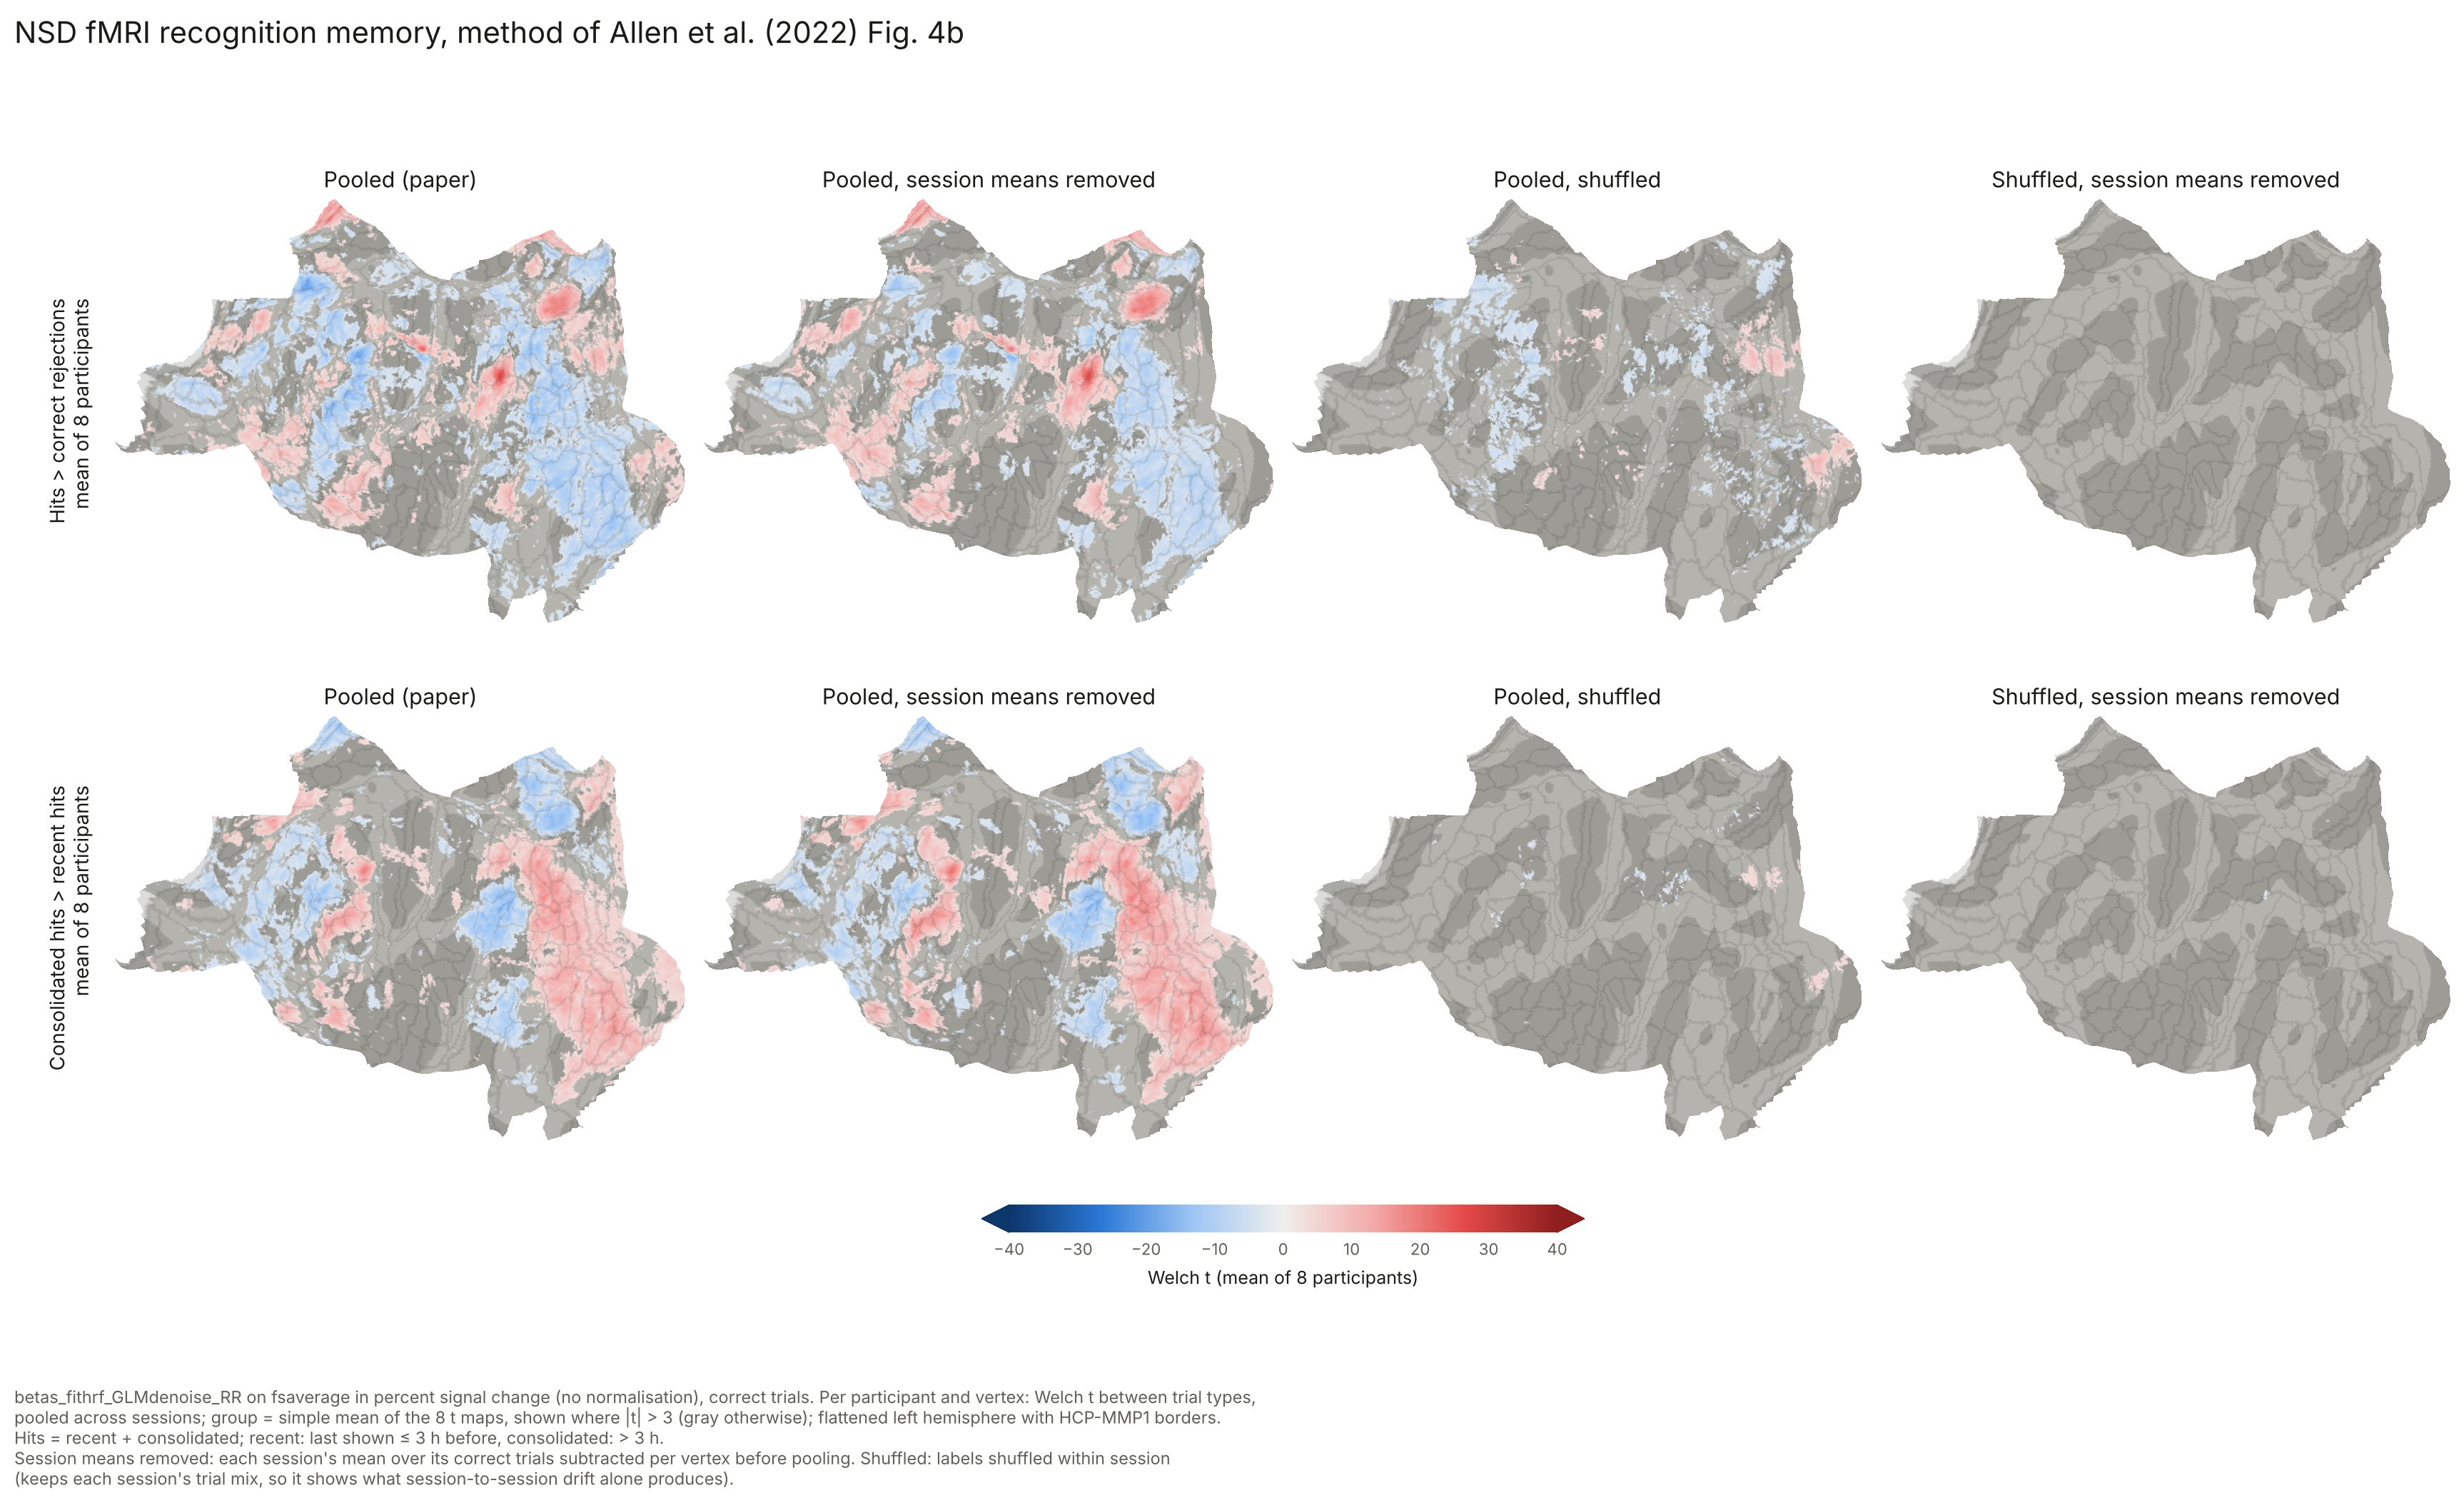 NSD fMRI recognition memory, method of Allen et al. (2022) Fig. 4b
Pooled (paper)
Pooled, session means removed
Pooled, shuffled
Shuffled, session means removed
Hits > correct rejections
mean of 8 participants
Pooled (paper)
Pooled, session means removed
Pooled, shuffled
Shuffled, session means removed
Consolidated hits > recent hits
mean of 8 participants
−40 −30 −20 −10 0 10 20 30 40
Welch t (mean of 8 participants)
betas_fithrf_GLMdenoise_RR on fsaverage in percent signal change (no normalisation), correct trials. Per participant and vertex: Welch t between trial types,
pooled across sessions; group = simple mean of the 8 t maps, shown where |t| > 3 (gray otherwise); flattened left hemisphere with HCP-MMP1 borders.
Hits = recent + consolidated; recent: last shown ≤ 3 h before, consolidated: > 3 h.
Session means removed: each session's mean over its correct trials subtracted per vertex before pooling. Shuffled: labels shuffled within session
(keeps each session's trial mix, so it shows what session-to-session drift alone produces).